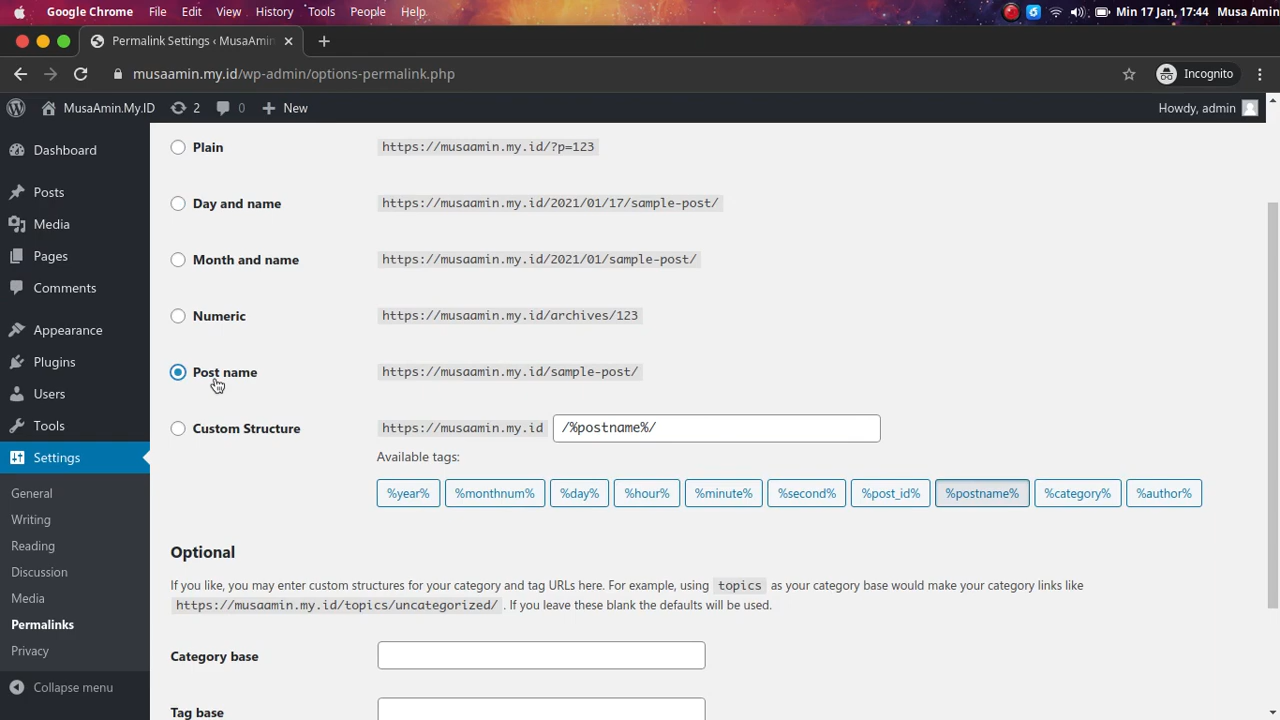 Google Chrome File Edit View History Tools People Help Min 17 Jan, 17:44 Musa Amin
Permalink Settings ‹ MusaAmin
musaamin.my.id/wp-admin/options-permalink.php Incognito
MusaAmin.My.ID 2 0 New Howdy, admin
Dashboard
Posts
Media
Pages
Comments
Appearance
Plugins
Users
Tools
Settings
General
Writing
Reading
Discussion
Media
Permalinks
Privacy
Collapse menu
Plain https://musaamin.my.id/?p=123
Day and name https://musaamin.my.id/2021/01/17/sample-post/
Month and name https://musaamin.my.id/2021/01/sample-post/
Numeric https://musaamin.my.id/archives/123
Post name https://musaamin.my.id/sample-post/
Custom Structure https://musaamin.my.id /%postname%/
Available tags:
%year% %monthnum% %day% %hour% %minute% %second% %post_id% %postname% %category% %author%
Optional
If you like, you may enter custom structures for your category and tag URLs here. For example, using topics as your category base would make your category links like
https://musaamin.my.id/topics/uncategorized/ . If you leave these blank the defaults will be used.
Category base
Tag base